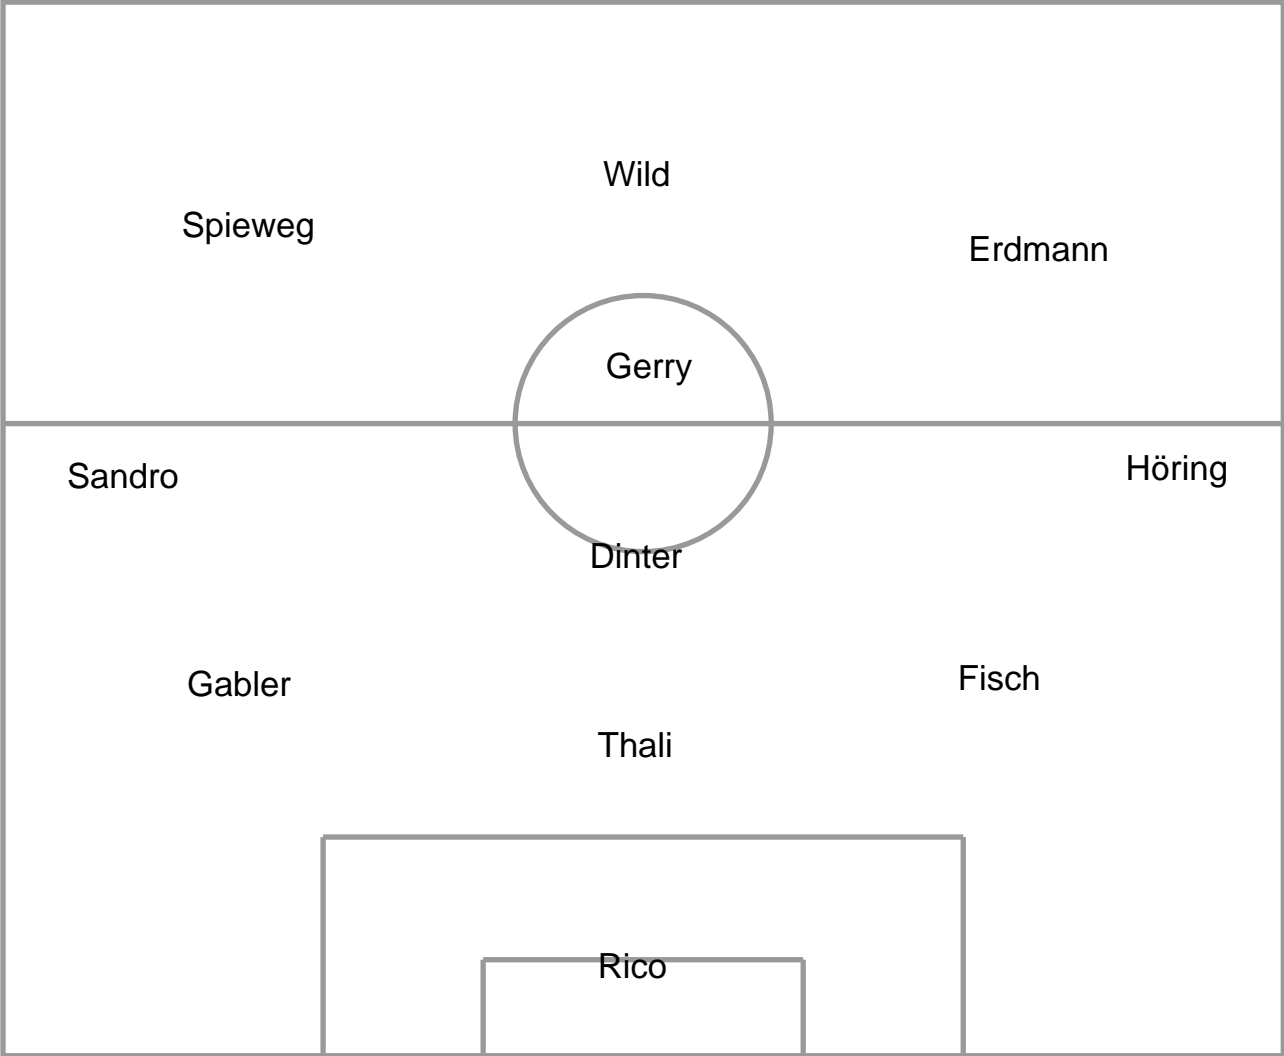 Wild
Spieweg
Erdmann
Gerry
Höring
Sandro
Dinter
Fisch
Gabler
Thali
Rico